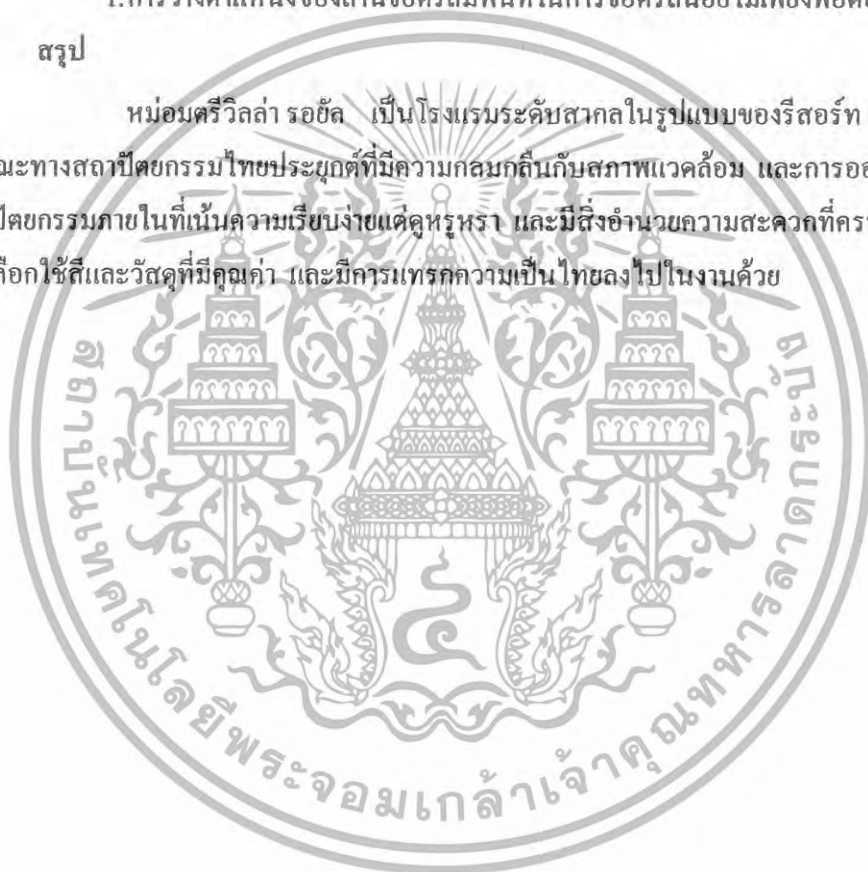 สรุป
หม่อมตรีวิลล่า รอยัล เป็นโรงแรมระดับสากลในรูปแบบของรีสอร์ท
ณะทางสถาปัตยกรรมไทยประยุกต์ที่มีความกลมกลืนกับสภาพแวดล้อม และการออ
ปัตยกรรมภายในที่เน้นความเรียบง่ายแต่ดูหรูหรา และมีสิ่งอำนวยความสะดวกที่คร
ลือกใช้สีและวัสดุที่มีคุณค่า และมีการแทรกความเป็นไทยลงไปในงานด้วย
สถาบันเทคโนโลยีพระจอมเกล้าเจ้าคุณทหารลาดกระบัง